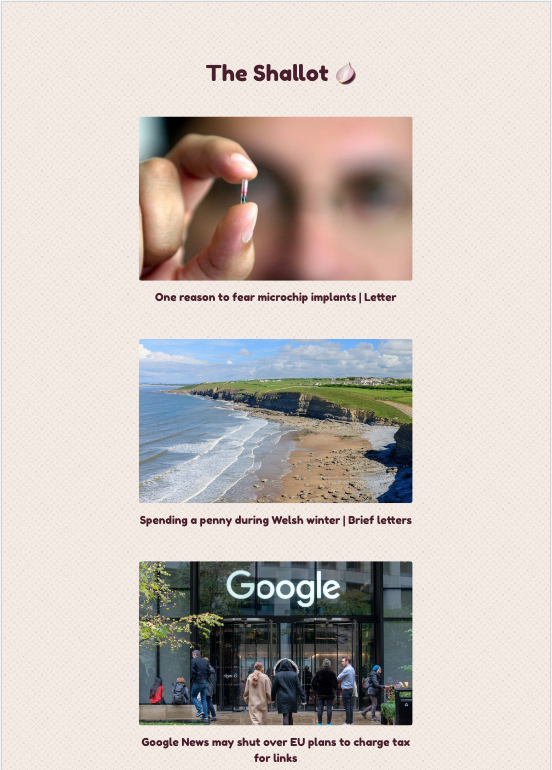 The Shallot 🧅
One reason to fear microchip implants | Letter
Spending a penny during Welsh winter | Brief letters
Google
Google News may shut over EU plans to charge tax
for links